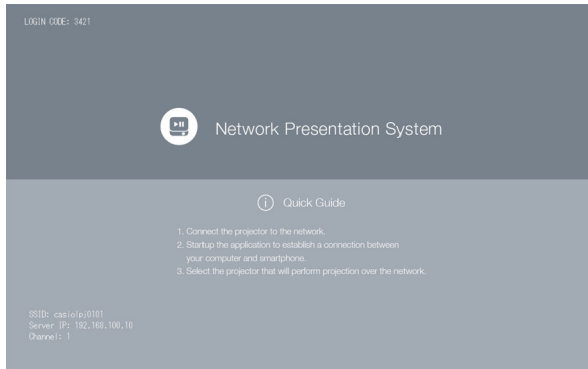 LOGIN CODE: 3421
Network Presentation System
Quick Guide
1. Connect the projector to the network.
2. Startup the application to establish a connection between
your computer and smartphone.
3. Select the projector that will perform projection over the network.
SSID: casiolpj0101
Server IP: 192.168.100.10
Channel: 1